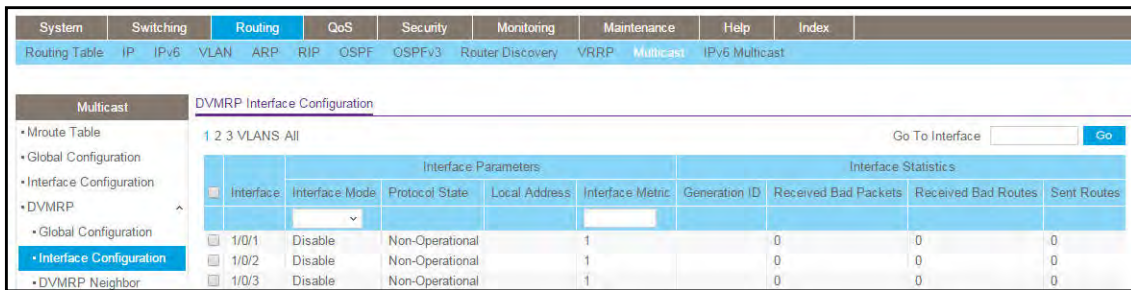 System Switching Routing QoS Security Monitoring Maintenance Help Index
Routing Table IP IPv6 VLAN ARP RIP OSPF OSPFv3 Router Discovery VRRP Multicast IPv6 Multicast
Multicast
• Mroute Table
• Global Configuration
• Interface Configuration
• DVMRP
• Global Configuration
• Interface Configuration
• DVMRP Neighbor
DVMRP Interface Configuration
1 2 3 VLANS All Go To Interface Go
Interface Parameters Interface Statistics
Interface Interface Mode Protocol State Local Address Interface Metric Generation ID Received Bad Packets Received Bad Routes Sent Routes
1/0/1 Disable Non-Operational 1 0 0 0
1/0/2 Disable Non-Operational 1 0 0 0
1/0/3 Disable Non-Operational 1 0 0 0